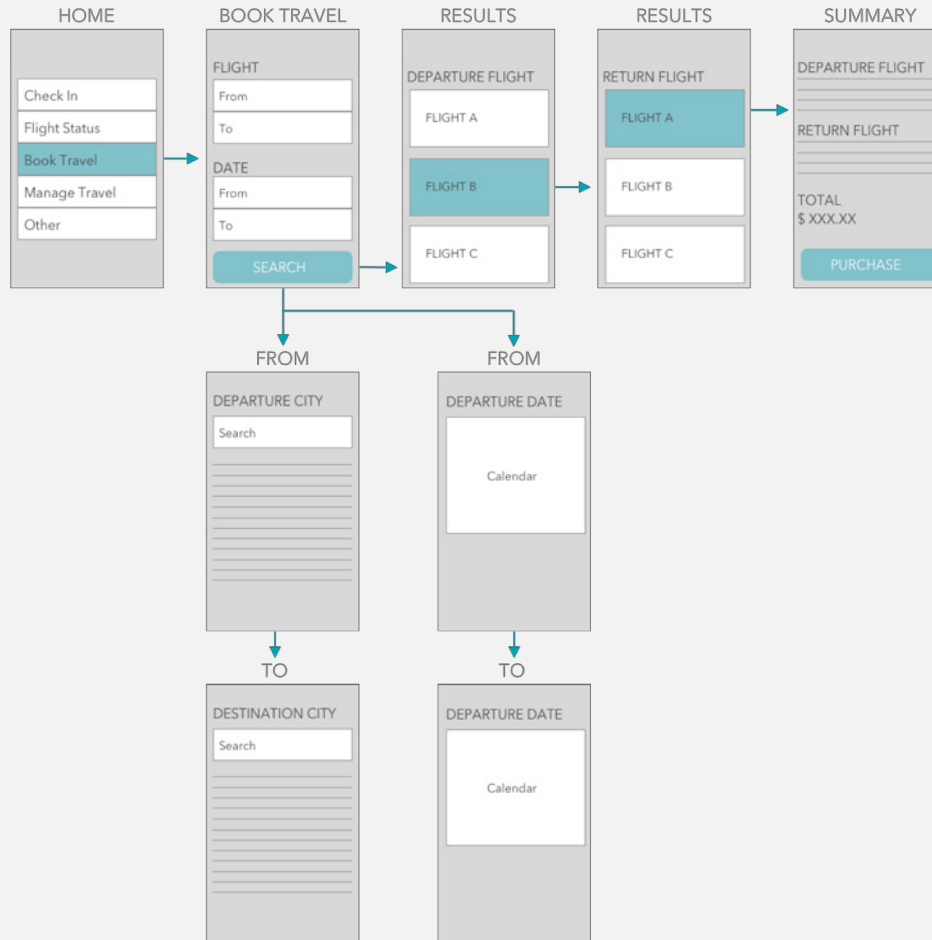 HOME
Check In
Flight Status
Book Travel
Manage Travel
Other
BOOK TRAVEL
FLIGHT
From
To
DATE
From
To
SEARCH
RESULTS
DEPARTURE FLIGHT
FLIGHT A
FLIGHT B
FLIGHT C
RESULTS
RETURN FLIGHT
FLIGHT A
FLIGHT B
FLIGHT C
SUMMARY
DEPARTURE FLIGHT
RETURN FLIGHT
TOTAL
$ XXX.XX
PURCHASE
FROM
DEPARTURE CITY
Search
FROM
DEPARTURE DATE
Calendar
TO
DESTINATION CITY
Search
TO
DEPARTURE DATE
Calendar